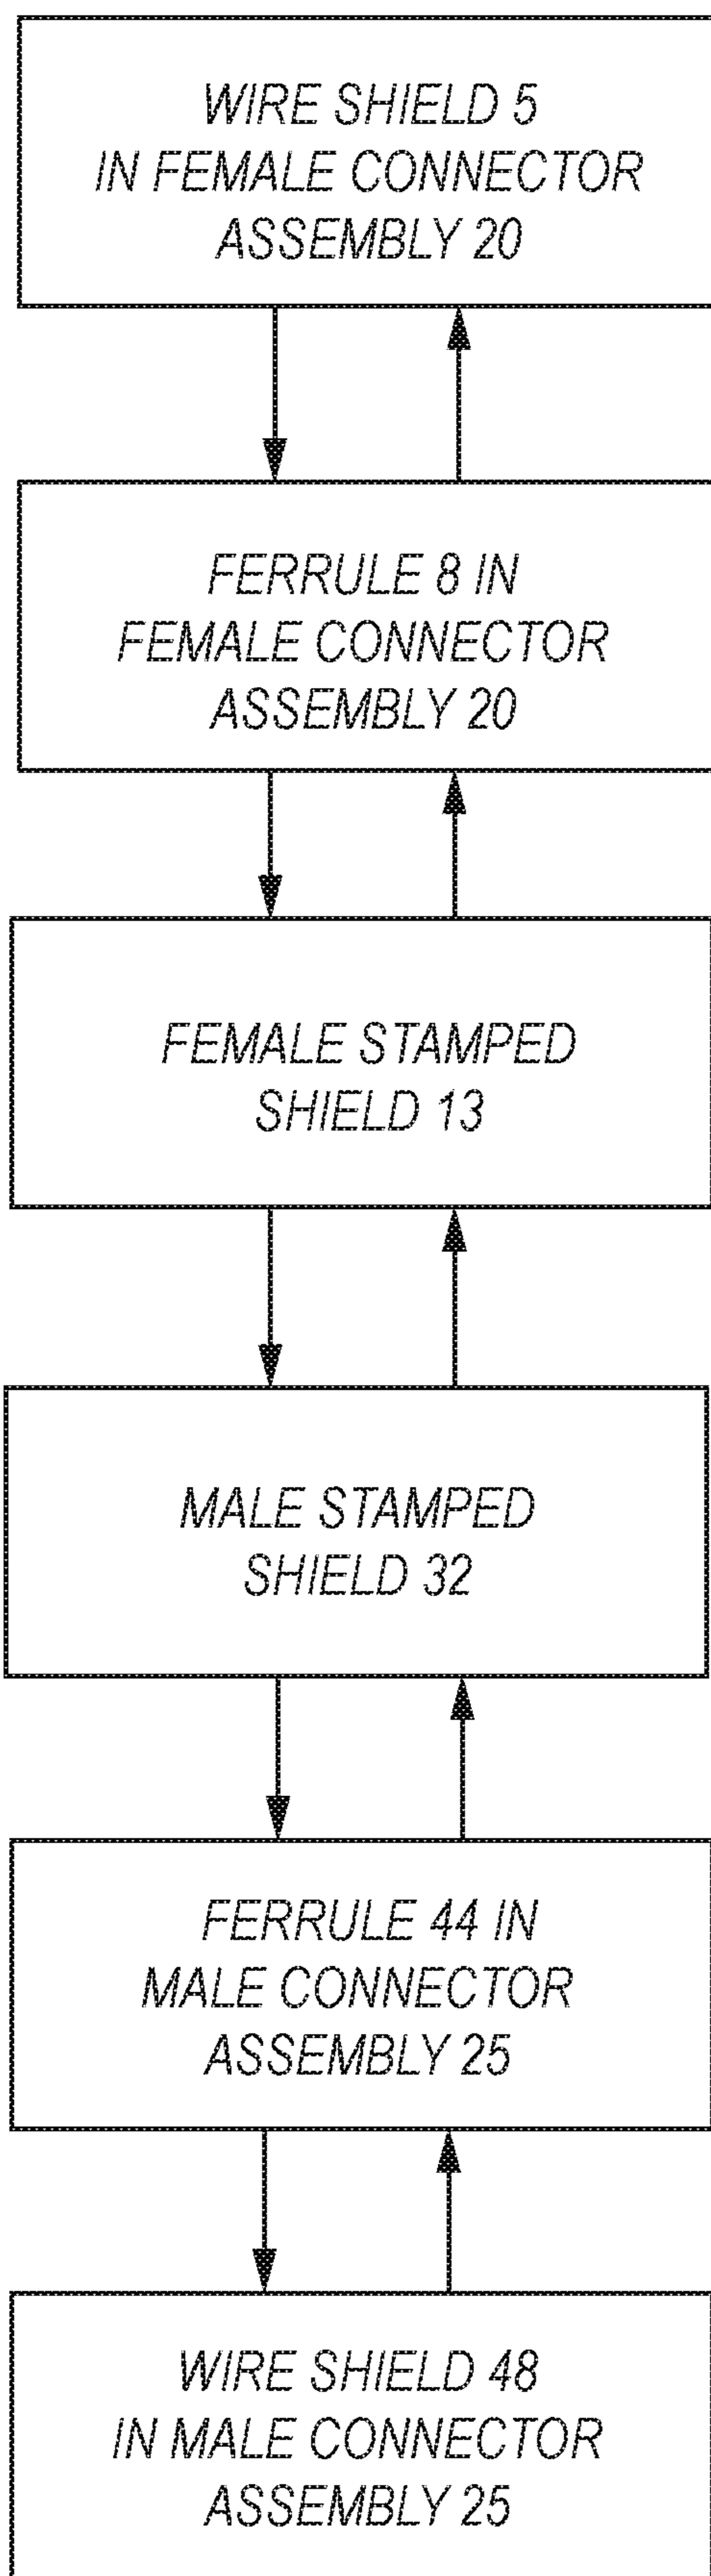 WIRE SHIELD 5
IN FEMALE CONNECTOR
ASSEMBLY 20
FERRULE 8 IN
FEMALE CONNECTOR
ASSEMBLY 20
FEMALE STAMPED
SHIELD 13
MALE STAMPED
SHIELD 32
FERRULE 44 IN
MALE CONNECTOR
ASSEMBLY 25
WIRE SHIELD 48
IN MALE CONNECTOR
ASSEMBLY 25